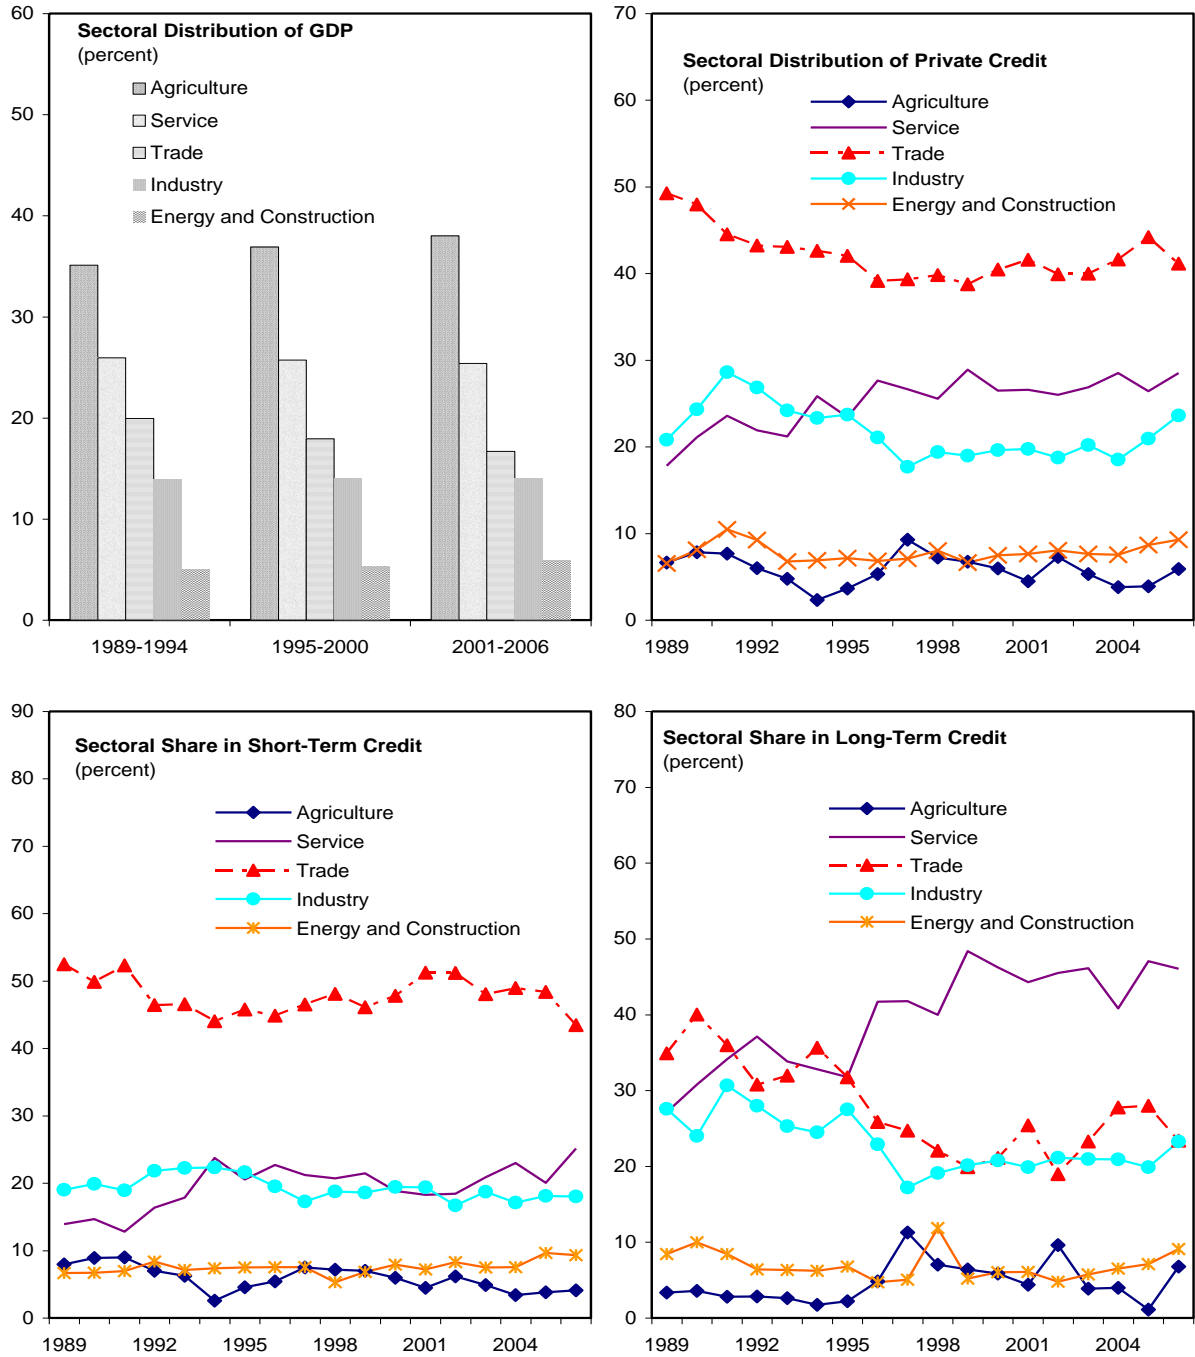 Sectoral Distribution of GDP
(percent)
Agriculture
Service
Trade
Industry
Energy and Construction
60
50
40
30
20
10
0
1989-1994 1995-2000 2001-2006
Sectoral Distribution of Private Credit
(percent)
Agriculture
Service
Trade
Industry
Energy and Construction
70
60
50
40
30
20
10
0
1989 1992 1995 1998 2001 2004
Sectoral Share in Short-Term Credit
(percent)
Agriculture
Service
Trade
Industry
Energy and Construction
90
80
70
60
50
40
30
20
10
0
1989 1992 1995 1998 2001 2004
Sectoral Share in Long-Term Credit
(percent)
Agriculture
Service
Trade
Industry
Energy and Construction
80
70
60
50
40
30
20
10
0
1989 1992 1995 1998 2001 2004